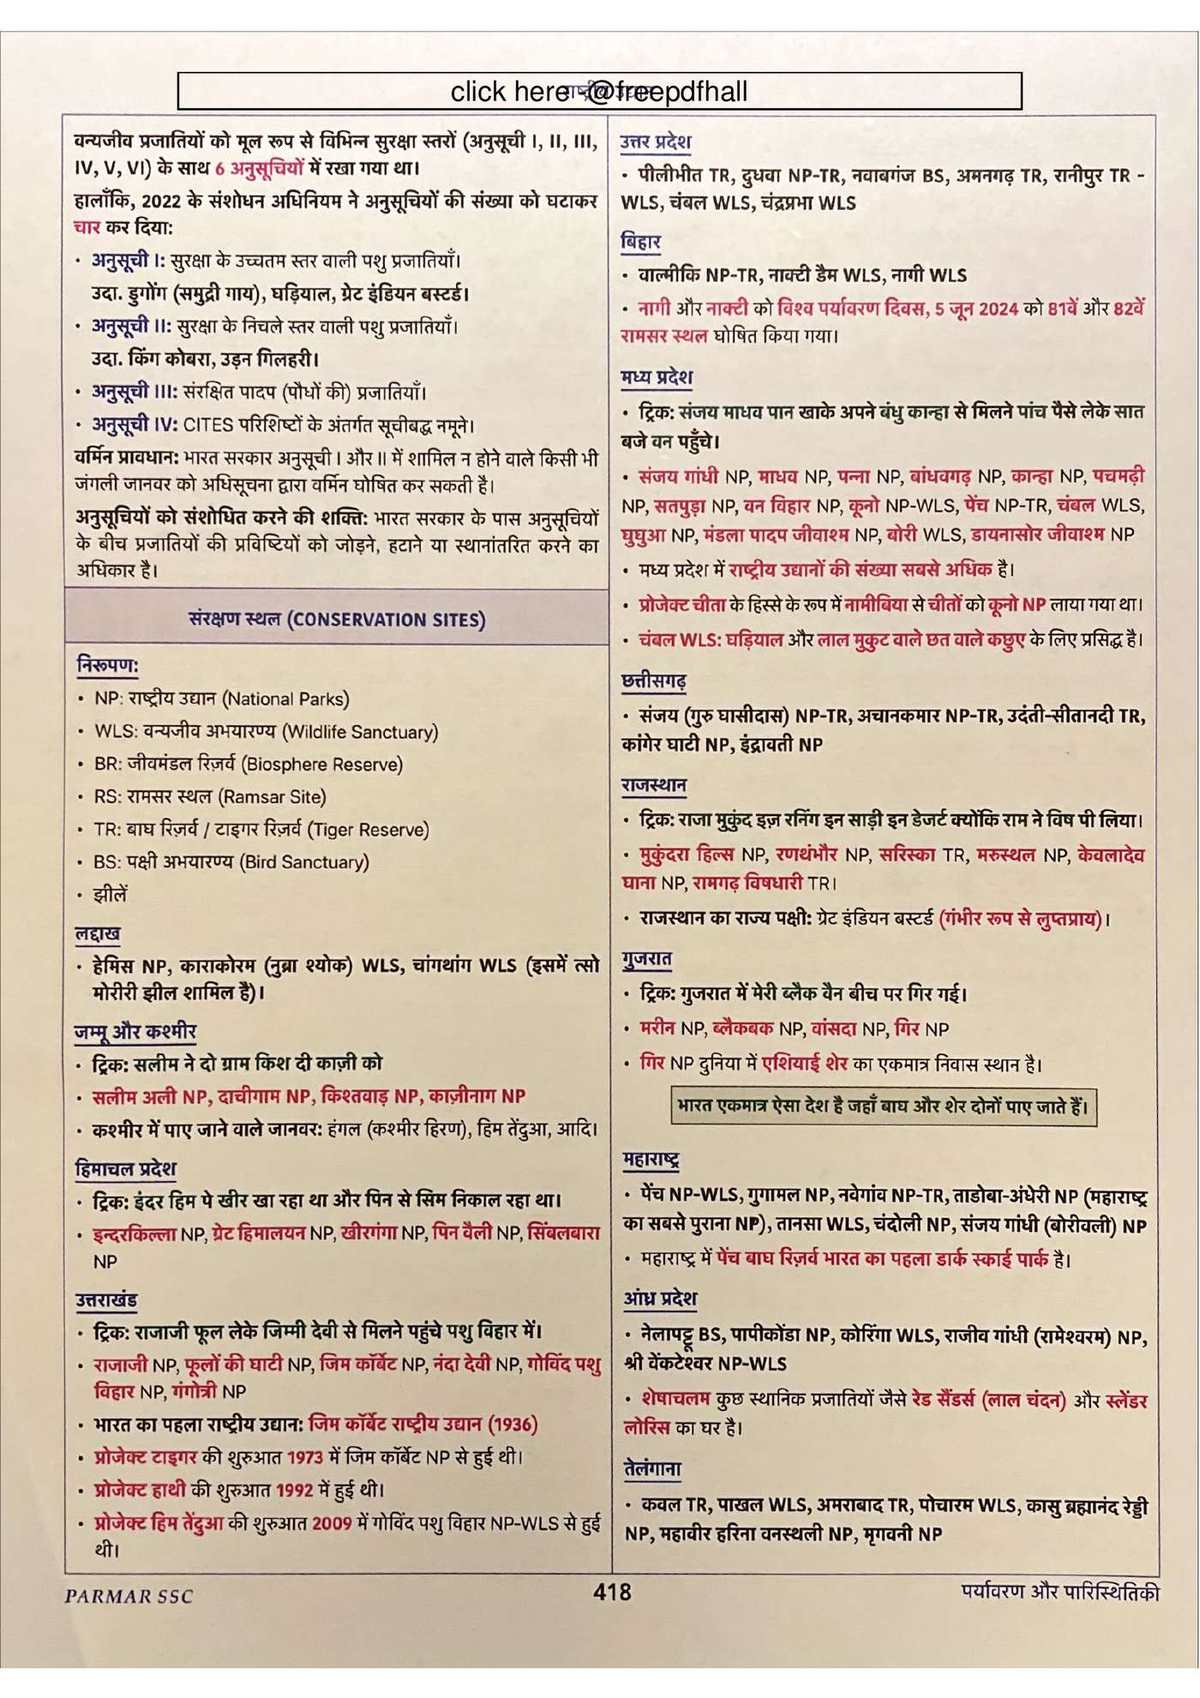 click here - @freepdfhall
वन्यजीव प्रजातियों को मूल रूप से विभिन्न सुरक्षा स्तरों (अनुसूची I, II, III,
IV, V, VI) के साथ 6 अनुसूचियों में रखा गया था।
हालाँकि, 2022 के संशोधन अधिनियम ने अनुसूचियों की संख्या को घटाकर
चार कर दिया:
• अनुसूची I: सुरक्षा के उच्चतम स्तर वाली पशु प्रजातियाँ।
उदा. डुगोंग (समुद्री गाय), घड़ियाल, ग्रेट इंडियन बस्टर्ड।
• अनुसूची II: सुरक्षा के निचले स्तर वाली पशु प्रजातियाँ।
उदा. किंग कोबरा, उड़न गिलहरी।
• अनुसूची III: संरक्षित पादप (पौधों की) प्रजातियाँ।
• अनुसूची IV: CITES परिशिष्टों के अंतर्गत सूचीबद्ध नमूने।
वर्मिन प्रावधान: भारत सरकार अनुसूची I और II में शामिल न होने वाले किसी भी
जंगली जानवर को अधिसूचना द्वारा वर्मिन घोषित कर सकती है।
अनुसूचियों को संशोधित करने की शक्ति: भारत सरकार के पास अनुसूचियों
के बीच प्रजातियों की प्रविष्टियों को जोड़ने, हटाने या स्थानांतरित करने का
अधिकार है।
संरक्षण स्थल (CONSERVATION SITES)
निरूपण:
• NP: राष्ट्रीय उद्यान (National Parks)
• WLS: वन्यजीव अभयारण्य (Wildlife Sanctuary)
• BR: जीवमंडल रिज़र्व (Biosphere Reserve)
• RS: रामसर स्थल (Ramsar Site)
• TR: बाघ रिज़र्व / टाइगर रिज़र्व (Tiger Reserve)
• BS: पक्षी अभयारण्य (Bird Sanctuary)
• झीलें
लद्दाख
• हेमिस NP, काराकोरम (नुब्रा श्योक) WLS, चांगथांग WLS (इसमें त्सो
मोरीरी झील शामिल है)।
जम्मू और कश्मीर
• ट्रिक: सलीम ने दो ग्राम किश दी काज़ी को
• सलीम अली NP, दाचीगाम NP, किश्तवाड़ NP, काज़ीनाग NP
• कश्मीर में पाए जाने वाले जानवर: हंगल (कश्मीर हिरण), हिम तेंदुआ, आदि।
हिमाचल प्रदेश
• ट्रिक: इंदर हिम पे खीर खा रहा था और पिन से सिम निकाल रहा था।
• इन्दरकिल्ला NP, ग्रेट हिमालयन NP, खीरगंगा NP, पिन वैली NP, सिंबलबारा
NP
उत्तराखंड
• ट्रिक: राजाजी फूल लेके जिम्मी देवी से मिलने पहुंचे पशु विहार में।
• राजाजी NP, फूलों की घाटी NP, जिम कॉर्बेट NP, नंदा देवी NP, गोविंद पशु
विहार NP, गंगोत्री NP
• भारत का पहला राष्ट्रीय उद्यान: जिम कॉर्बेट राष्ट्रीय उद्यान (1936)
• प्रोजेक्ट टाइगर की शुरुआत 1973 में जिम कॉर्बेट NP से हुई थी।
• प्रोजेक्ट हाथी की शुरुआत 1992 में हुई थी।
• प्रोजेक्ट हिम तेंदुआ की शुरुआत 2009 में गोविंद पशु विहार NP-WLS से हुई
थी।
उत्तर प्रदेश
• पीलीभीत TR, दुधवा NP-TR, नवाबगंज BS, अमनगढ़ TR, रानीपुर TR -
WLS, चंबल WLS, चंद्रप्रभा WLS
बिहार
• वाल्मीकि NP-TR, नाक्टी डैम WLS, नागी WLS
• नागी और नाक्टी को विश्व पर्यावरण दिवस, 5 जून 2024 को 81वें और 82वें
रामसर स्थल घोषित किया गया।
मध्य प्रदेश
• ट्रिक: संजय माधव पान खाके अपने बंधु कान्हा से मिलने पांच पैसे लेके सात
बजे वन पहुँचे।
• संजय गांधी NP, माधव NP, पन्ना NP, बांधवगढ़ NP, कान्हा NP, पचमढ़ी
NP, सतपुड़ा NP, वन विहार NP, कूनो NP-WLS, पेंच NP-TR, चंबल WLS,
घुघुआ NP, मंडला पादप जीवाश्म NP, बोरी WLS, डायनासोर जीवाश्म NP
• मध्य प्रदेश में राष्ट्रीय उद्यानों की संख्या सबसे अधिक है।
• प्रोजेक्ट चीता के हिस्से के रूप में नामीबिया से चीतों को कूनो NP लाया गया था।
• चंबल WLS: घड़ियाल और लाल मुकुट वाले छत वाले कछुए के लिए प्रसिद्ध है।
छत्तीसगढ़
• संजय (गुरु घासीदास) NP-TR, अचानकमार NP-TR, उदंती-सीतानदी TR,
कांगेर घाटी NP, इंद्रावती NP
राजस्थान
• ट्रिक: राजा मुकुंद इज़ रनिंग इन साड़ी इन डेजर्ट क्योंकि राम ने विष पी लिया।
• मुकुंदरा हिल्स NP, रणथंभौर NP, सरिस्का TR, मरुस्थल NP, केवलादेव
घाना NP, रामगढ़ विषधारी TR।
• राजस्थान का राज्य पक्षी: ग्रेट इंडियन बस्टर्ड (गंभीर रूप से लुप्तप्राय)।
गुजरात
• ट्रिक: गुजरात में मेरी ब्लैक वैन बीच पर गिर गई।
• मरीन NP, ब्लैकबक NP, वांसदा NP, गिर NP
• गिर NP दुनिया में एशियाई शेर का एकमात्र निवास स्थान है।
भारत एकमात्र ऐसा देश है जहाँ बाघ और शेर दोनों पाए जाते हैं।
महाराष्ट्र
• पेंच NP-WLS, गुगामल NP, नवेगांव NP-TR, ताडोबा-अंधेरी NP (महाराष्ट्र
का सबसे पुराना NP), तानसा WLS, चंदोली NP, संजय गांधी (बोरीवली) NP
• महाराष्ट्र में पेंच बाघ रिज़र्व भारत का पहला डार्क स्काई पार्क है।
आंध्र प्रदेश
• नेलापट्टू BS, पापीकोंडा NP, कोरिंगा WLS, राजीव गांधी (रामेश्वरम) NP,
श्री वेंकटेश्वर NP-WLS
• शेषाचलम कुछ स्थानिक प्रजातियों जैसे रेड सैंडर्स (लाल चंदन) और स्लेंडर
लोरिस का घर है।
तेलंगाना
• कवल TR, पाखल WLS, अमराबाद TR, पोचारम WLS, कासु ब्रह्मानंद रेड्डी
NP, महावीर हरिना वनस्थली NP, मृगवनी NP
PARMAR SSC
418
पर्यावरण और पारिस्थितिकी